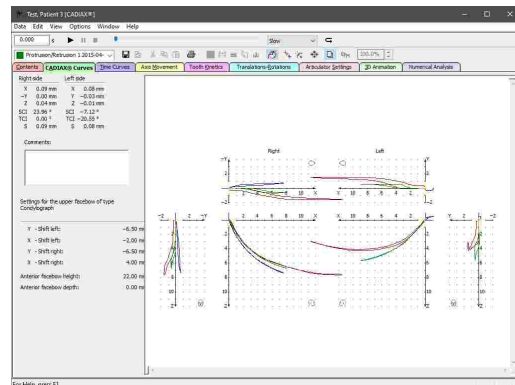 Test, Patient 3 [CADIAX®]
Data Edit View Options Window Help
0.000 s Slow
Protrusion/Retrusion 1 2015-04- 100.0%
Contents CADIAX® Curves Time Curves Axis Movement Tooth Kinetics Translations-Rotations Articulator Settings 3D Animation Numerical Analysis
Right side Left side
X 0.09 mm X 0.08 mm
-Y 0.00 mm Y -0.03 mm
Z 0.04 mm Z -0.01 mm
SCI 23.96 ° SCI -7.12 °
TCI 0.00 ° TCI -20.55 °
S 0.09 mm S 0.08 mm
Comments:
Right Left
Settings for the upper facebow of type
Condylograph
Y - Shift left: -6.50 m
X - Shift left: -2.00 m
Y - Shift right: -6.50 m
X - Shift right: 4.00 m
Anterior facebow height: 22.00 m
Anterior facebow depth: 0.00 m
For Help, press F1